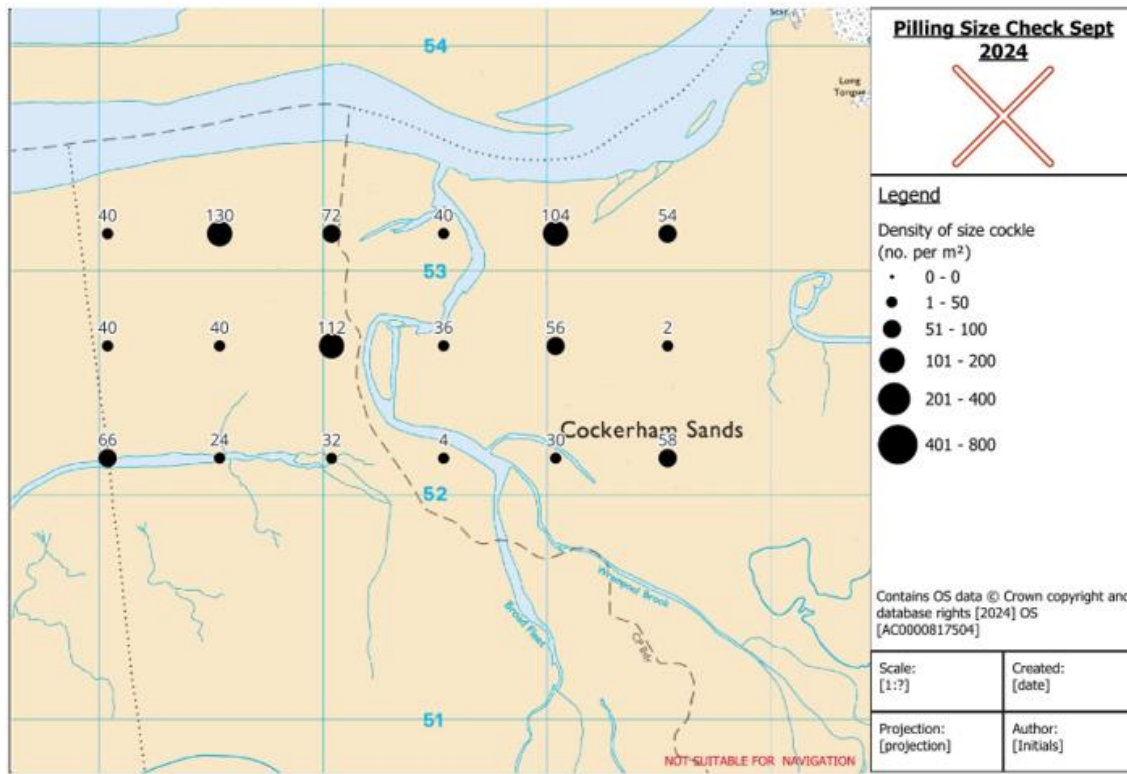 Scar
54
Long
Tongue
40 130 72 40 104 54
53
40 40 112 36 56 2
Cockerham Sands
66 24 32 4 30 58
52
Wrampool Brook
Broad Fleet
CP Bdy
51
NOT SUITABLE FOR NAVIGATION
Pilling Size Check Sept
2024
Legend
Density of size cockle
(no. per m²)
0 - 0
1 - 50
51 - 100
101 - 200
201 - 400
401 - 800
Contains OS data © Crown copyright and
database rights [2024] OS
[AC0000817504]
Scale:
[1:?]
Created:
[date]
Projection:
[projection]
Author:
[Initials]